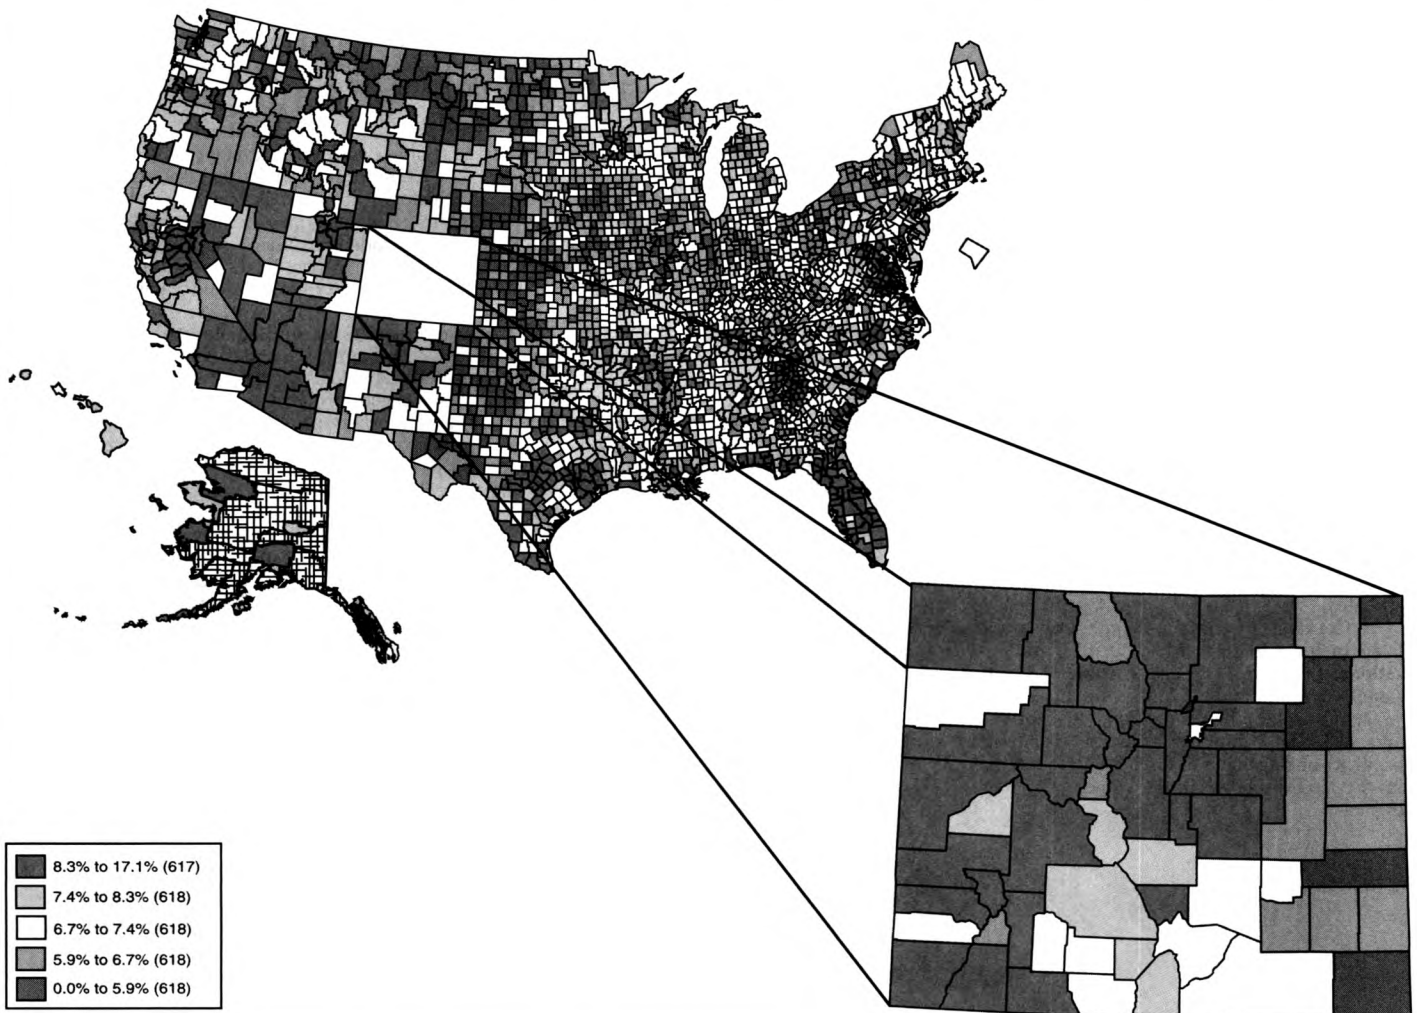 8.3% to 17.1% (617)
7.4% to 8.3% (618)
6.7% to 7.4% (618)
5.9% to 6.7% (618)
0.0% to 5.9% (618)